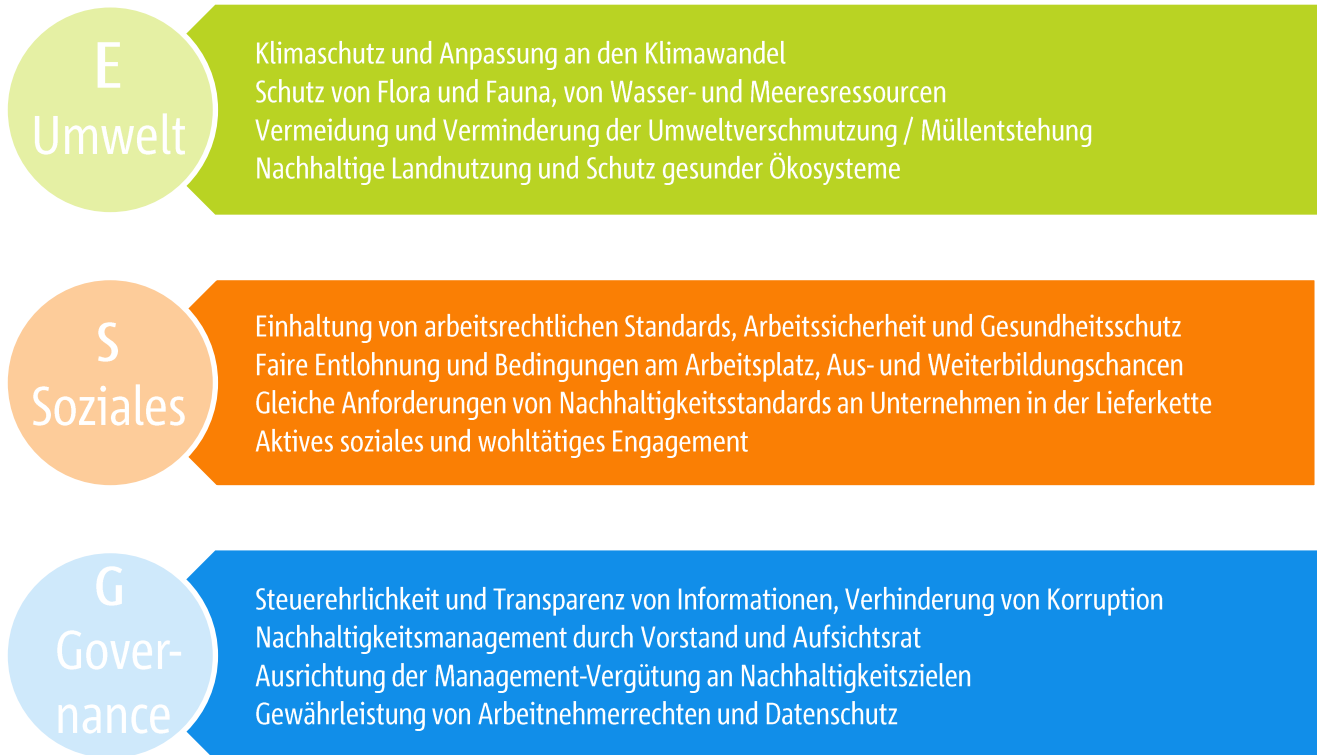 E
Umwelt
Klimaschutz und Anpassung an den Klimawandel
Schutz von Flora und Fauna, von Wasser- und Meeresressourcen
Vermeidung und Verminderung der Umweltverschmutzung / Müllentstehung
Nachhaltige Landnutzung und Schutz gesunder Ökosysteme
S
Soziales
Einhaltung von arbeitsrechtlichen Standards, Arbeitssicherheit und Gesundheitsschutz
Faire Entlohnung und Bedingungen am Arbeitsplatz, Aus- und Weiterbildungschancen
Gleiche Anforderungen von Nachhaltigkeitsstandards an Unternehmen in der Lieferkette
Aktives soziales und wohltätiges Engagement
G
Gover-
nance
Steuerehrlichkeit und Transparenz von Informationen, Verhinderung von Korruption
Nachhaltigkeitsmanagement durch Vorstand und Aufsichtsrat
Ausrichtung der Management-Vergütung an Nachhaltigkeitszielen
Gewährleistung von Arbeitnehmerrechten und Datenschutz